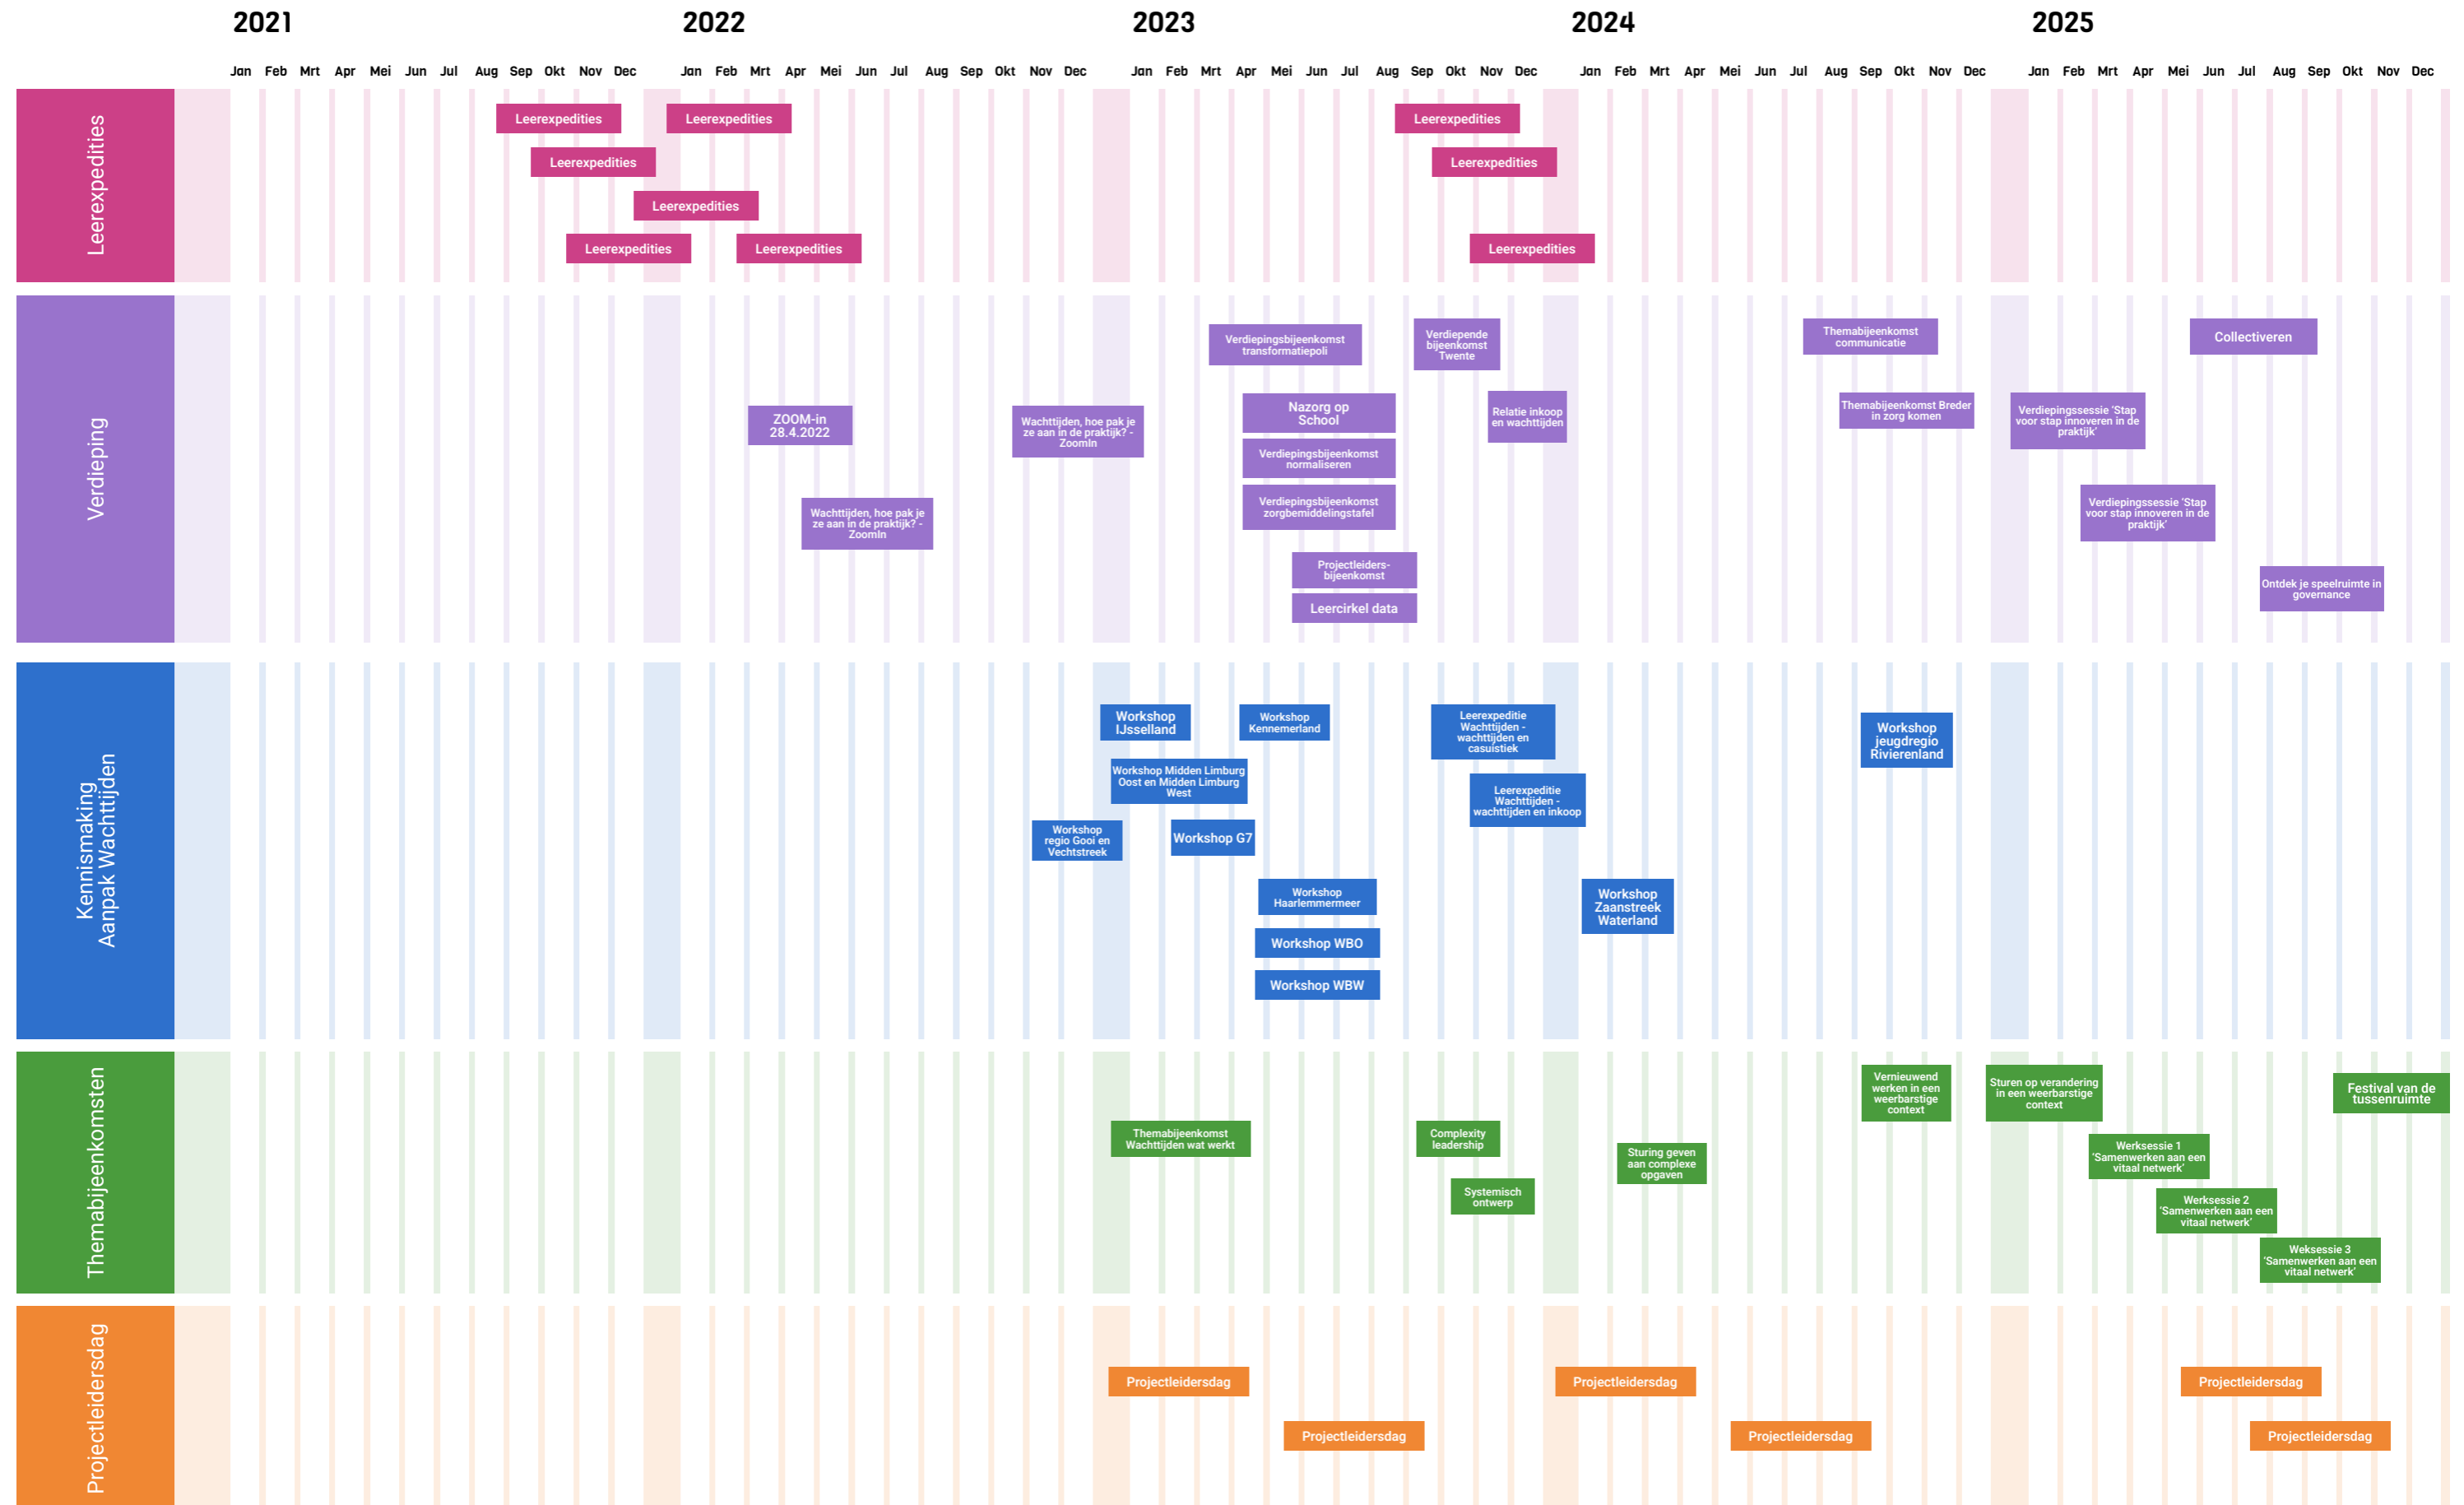 2021
2022
2023
2024
2025
Jan Feb Mrt Apr Mei Jun Jul Aug Sep Okt Nov Dec
Jan Feb Mrt Apr Mei Jun Jul Aug Sep Okt Nov Dec
Jan Feb Mrt Apr Mei Jun Jul Aug Sep Okt Nov Dec
Jan Feb Mrt Apr Mei Jun Jul Aug Sep Okt Nov Dec
Jan Feb Mrt Apr Mei Jun Jul Aug Sep Okt Nov Dec
Leerexpedities
Leerexpedities
Leerexpedities
Leerexpedities
Leerexpedities
Leerexpedities
Leerexpedities
Leerexpedities
Leerexpedities
Leerexpedities
Verdieping
Verdiepingsbijeenkomst
transformatiepoli
Verdiepende
bijeenkomst
Twente
Themabijeenkomst
communicatie
Collectiveren
ZOOM-in
28.4.2022
Wachttijden, hoe pak je
ze aan in de praktijk? -
ZoomIn
Nazorg op
School
Relatie inkoop
en wachttijden
Themabijeenkomst Breder
in zorg komen
Verdiepingssessie ‘Stap
voor stap innoveren in de
praktijk’
Verdiepingsbijeenkomst
normaliseren
Wachttijden, hoe pak je
ze aan in de praktijk? -
ZoomIn
Verdiepingsbijeenkomst
zorgbemiddelingstafel
Verdiepingssessie ‘Stap
voor stap innoveren in de
praktijk’
Projectleiders-
bijeenkomst
Ontdek je speelruimte in
governance
Leercirkel data
Kennismaking
Aanpak Wachttijden
Workshop
IJsselland
Workshop
Kennemerland
Leerexpeditie
Wachttijden -
wachttijden en
casuistiek
Workshop
jeugdregio
Rivierenland
Workshop Midden Limburg
Oost en Midden Limburg
West
Leerexpeditie
Wachttijden -
wachttijden en inkoop
Workshop
regio Gooi en
Vechtstreek
Workshop G7
Workshop
Haarlemmermeer
Workshop
Zaanstreek
Waterland
Workshop WBO
Workshop WBW
Themabijeenkomsten
Vernieuwend
werken in een
weerbarstige
context
Sturen op verandering
in een weerbarstige
context
Festival van de
tussenruimte
Themabijeenkomst
Wachttijden wat werkt
Complexity
leadership
Sturing geven
aan complexe
opgaven
Werksessie 1
‘Samenwerken aan een
vitaal netwerk’
Systemisch
ontwerp
Werksessie 2
‘Samenwerken aan een
vitaal netwerk’
Weksessie 3
‘Samenwerken aan een
vitaal netwerk’
Projectleidersdag
Projectleidersdag
Projectleidersdag
Projectleidersdag
Projectleidersdag
Projectleidersdag
Projectleidersdag